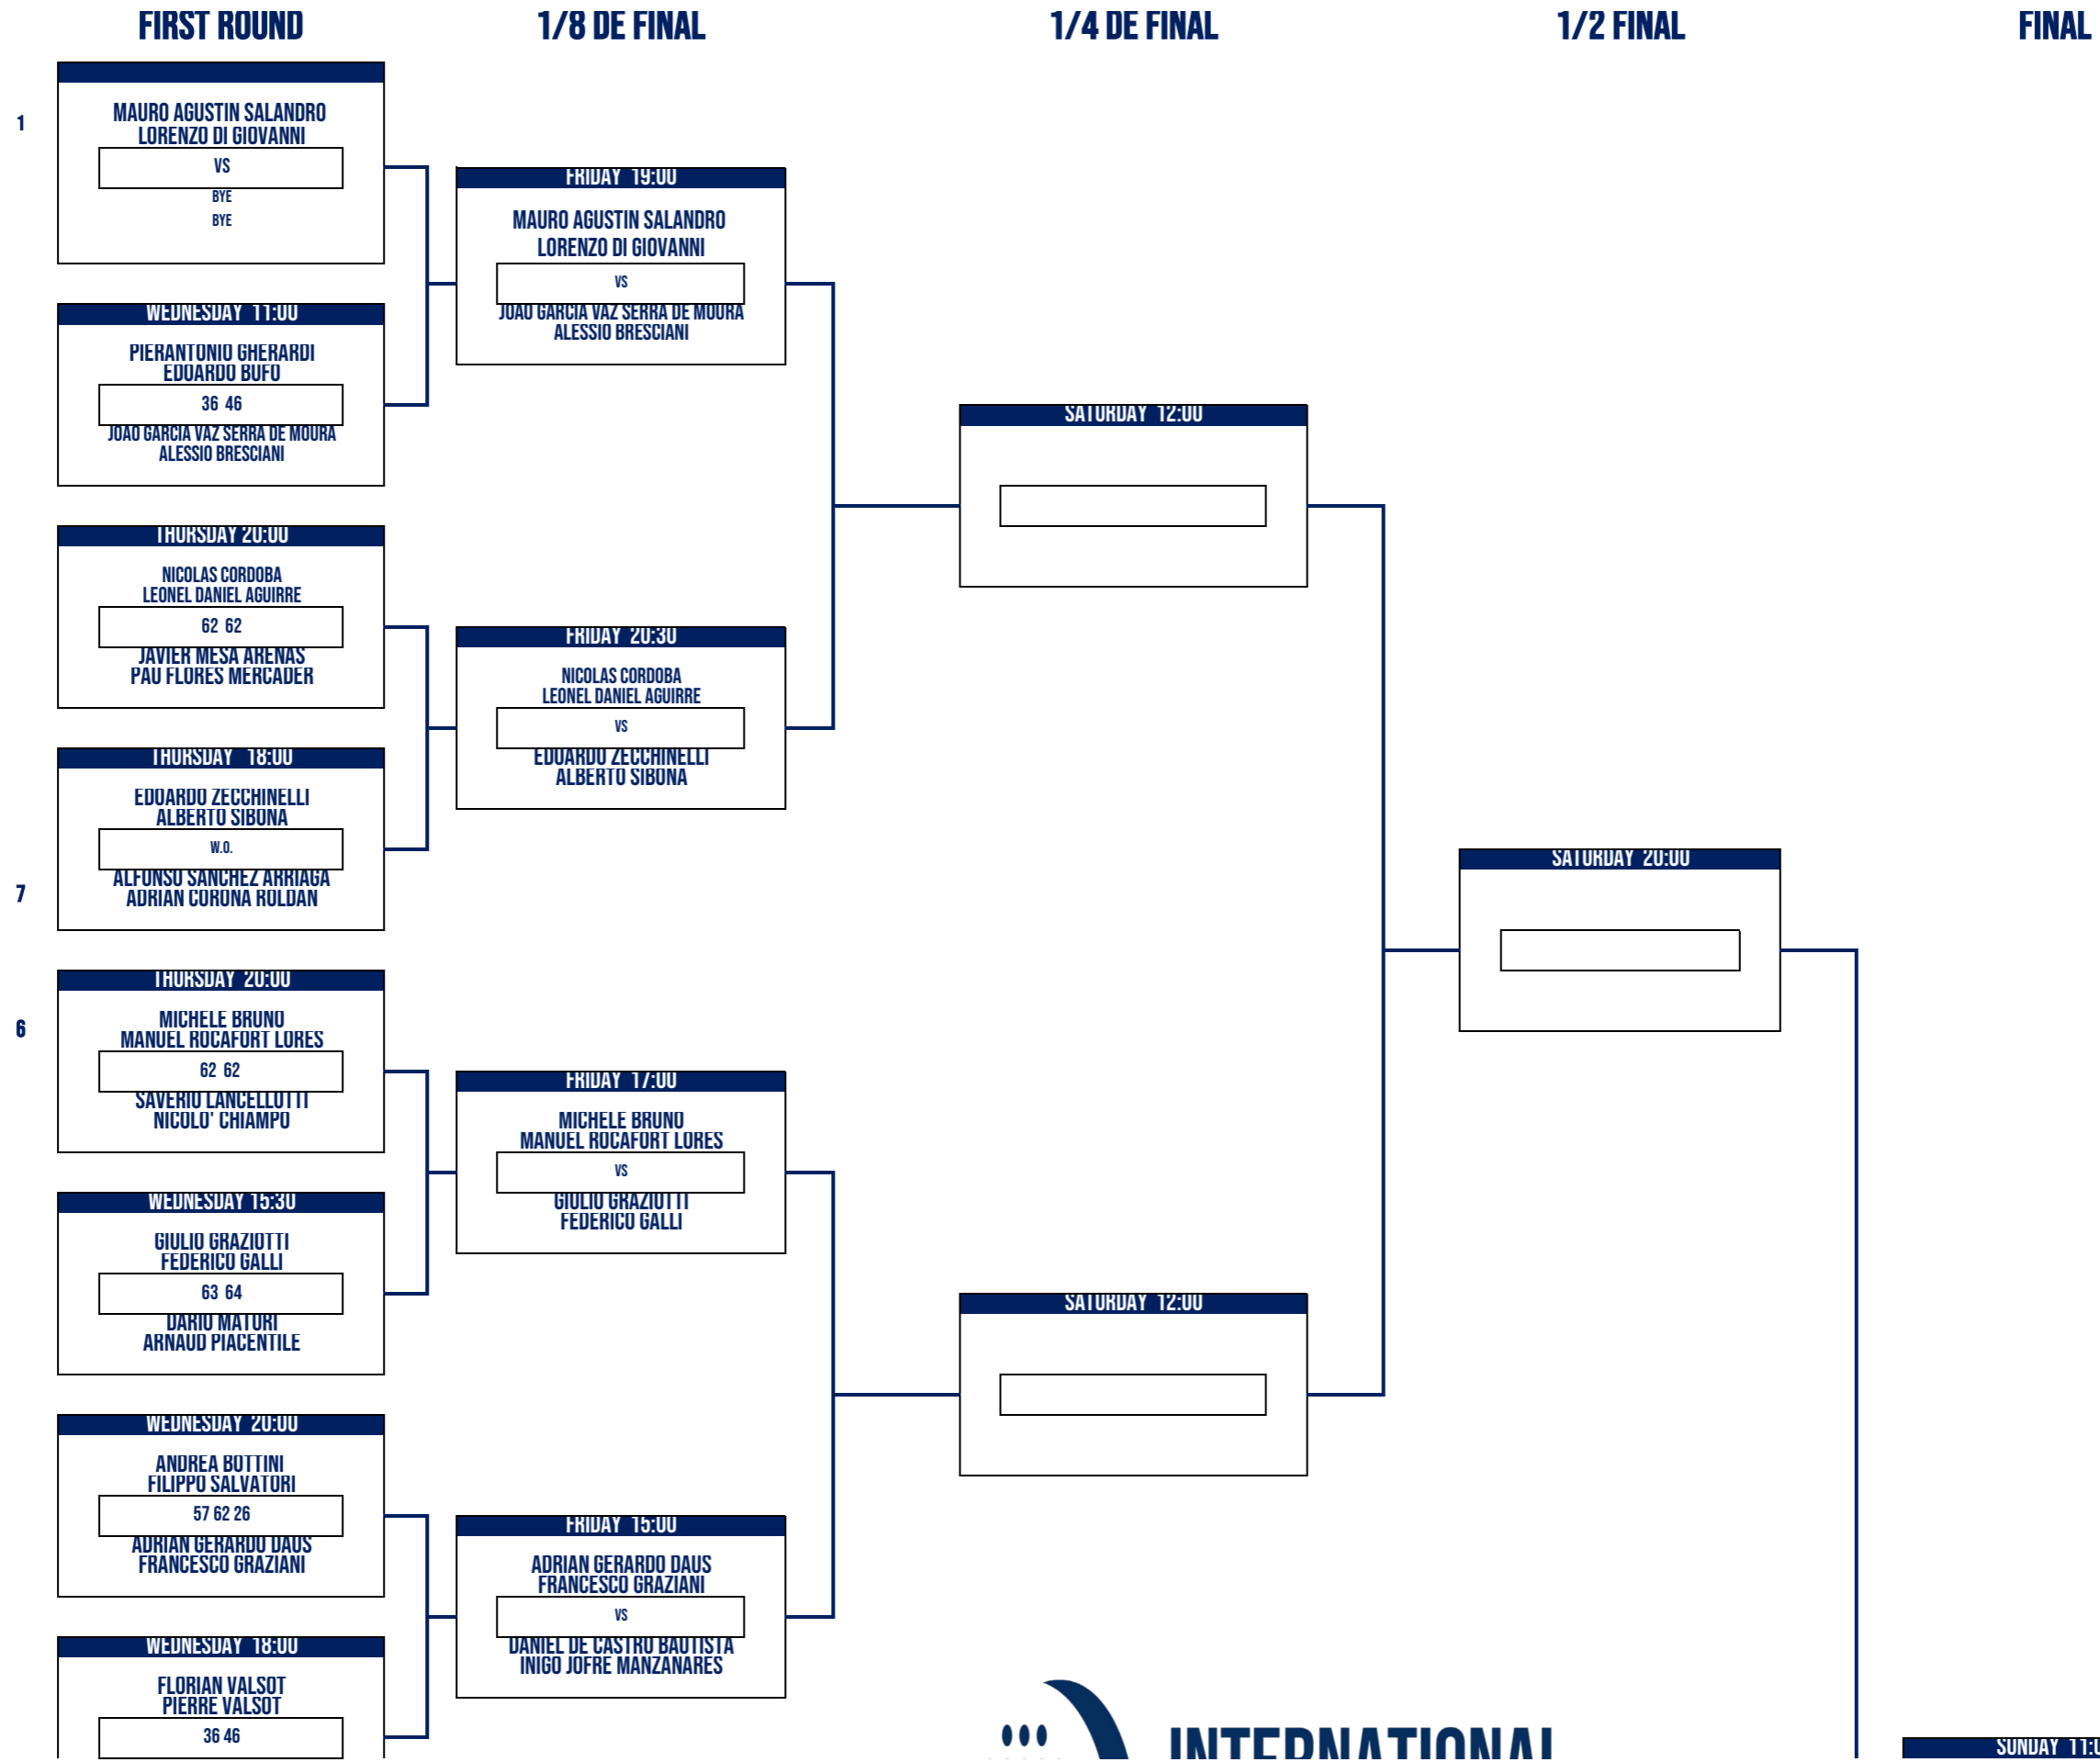 FIRST ROUND
1/8 DE FINAL
1/4 DE FINAL
1/2 FINAL
FINAL
1
MAURO AGUSTIN SALANDRO
LORENZO DI GIOVANNI
VS
BYE
BYE
WEDNESDAY 11:00
PIERANTONIO GHERARDI
EDOARDO BUFO
36 46
JOAO GARCIA VAZ SERRA DE MOURA
ALESSIO BRESCIANI
THURSDAY 20:00
NICOLAS CORDOBA
LEONEL DANIEL AGUIRRE
62 62
JAVIER MESA ARENAS
PAU FLORES MERCADER
7
THURSDAY 18:00
EDOARDO ZECCHINELLI
ALBERTO SIBONA
W.O.
ALFONSO SANCHEZ ARRIAGA
ADRIAN CORONA ROLDAN
6
THURSDAY 20:00
MICHELE BRUNO
MANUEL ROCAFORT LORES
62 62
SAVERIO LANCELLOTTI
NICOLO' CHIAMPO
WEDNESDAY 15:30
GIULIO GRAZIOTTI
FEDERICO GALLI
63 64
DARIO MATURI
ARNAUD PIACENTILE
WEDNESDAY 20:00
ANDREA BOTTINI
FILIPPO SALVATORI
57 62 26
ADRIAN GERARDO DAUS
FRANCESCO GRAZIANI
WEDNESDAY 18:00
FLORIAN VALSOT
PIERRE VALSOT
36 46
FRIDAY 19:00
MAURO AGUSTIN SALANDRO
LORENZO DI GIOVANNI
VS
JOAO GARCIA VAZ SERRA DE MOURA
ALESSIO BRESCIANI
FRIDAY 20:30
NICOLAS CORDOBA
LEONEL DANIEL AGUIRRE
VS
EDOARDO ZECCHINELLI
ALBERTO SIBONA
FRIDAY 17:00
MICHELE BRUNO
MANUEL ROCAFORT LORES
VS
GIULIO GRAZIOTTI
FEDERICO GALLI
FRIDAY 15:00
ADRIAN GERARDO DAUS
FRANCESCO GRAZIANI
VS
DANIEL DE CASTRO BAUTISTA
INIGO JOFRE MANZANARES
SATURDAY 12:00
SATURDAY 12:00
SATURDAY 20:00
INTERNATIONAL
SUNDAY